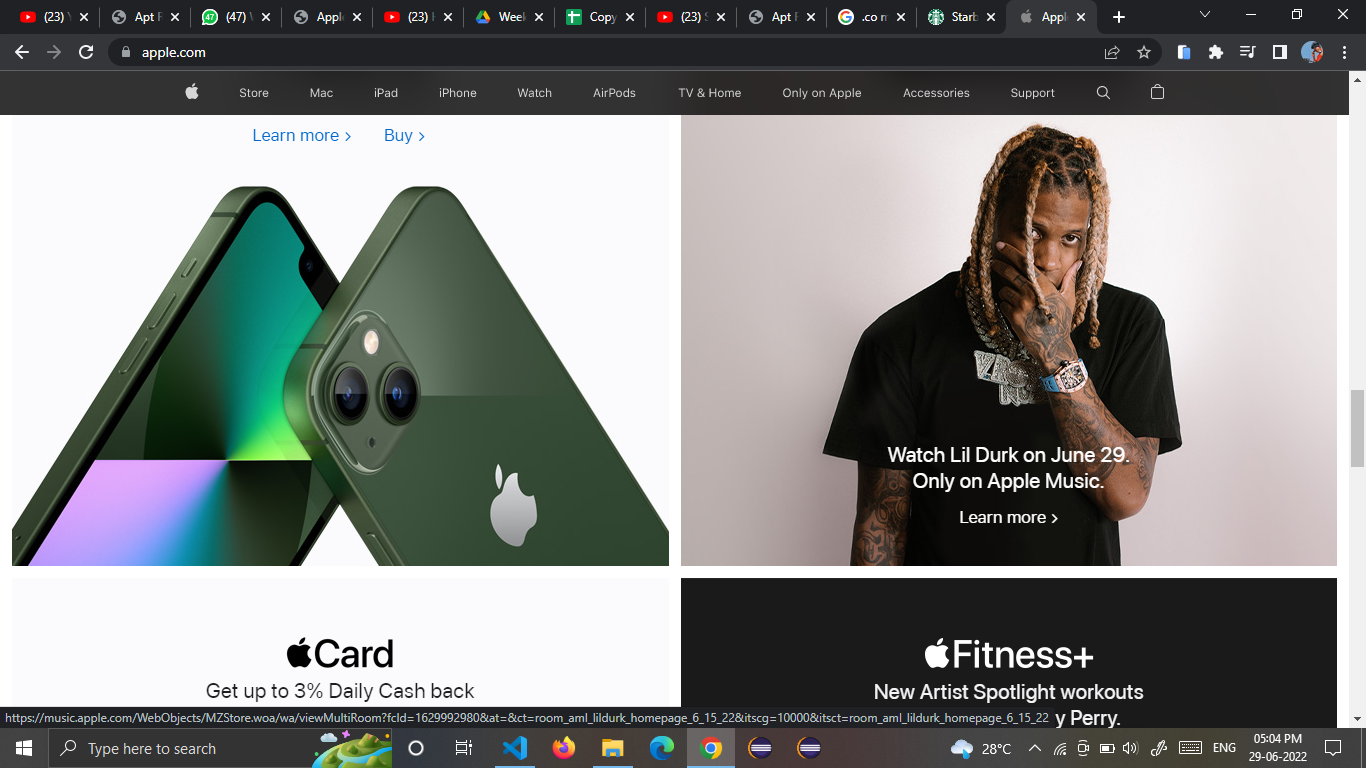 (23) Y
Apt F
(47) W
Apple
(23) H
Week
Copy
(23) S
Apt F
.co m
Starb
Apple
apple.com
Store Mac iPad iPhone Watch AirPods TV & Home Only on Apple Accessories Support
Learn more > Buy >
Watch Lil Durk on June 29.
Only on Apple Music.
Learn more >
Card
Get up to 3% Daily Cash back
Fitness+
New Artist Spotlight workouts
y Perry.
https://music.apple.com/WebObjects/MZStore.woa/wa/viewMultiRoom?fcId=1629992980&at=&ct=room_aml_lildurk_homepage_6_15_22&itscg=10000&itsct=room_aml_lildurk_homepage_6_15_22
Type here to search
28°C
ENG
05:04 PM
29-06-2022